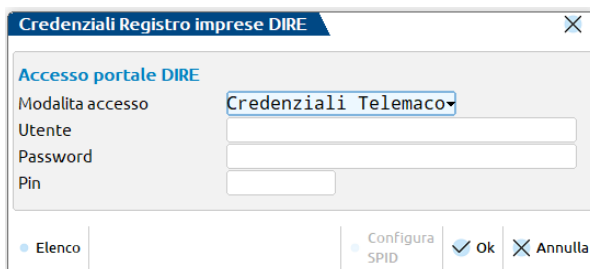 Credenziali Registro imprese DIRE
Accesso portale DIRE
Modalita accesso Credenziali Telemaco
Utente
Password
Pin
Elenco Configura SPID Ok Annulla